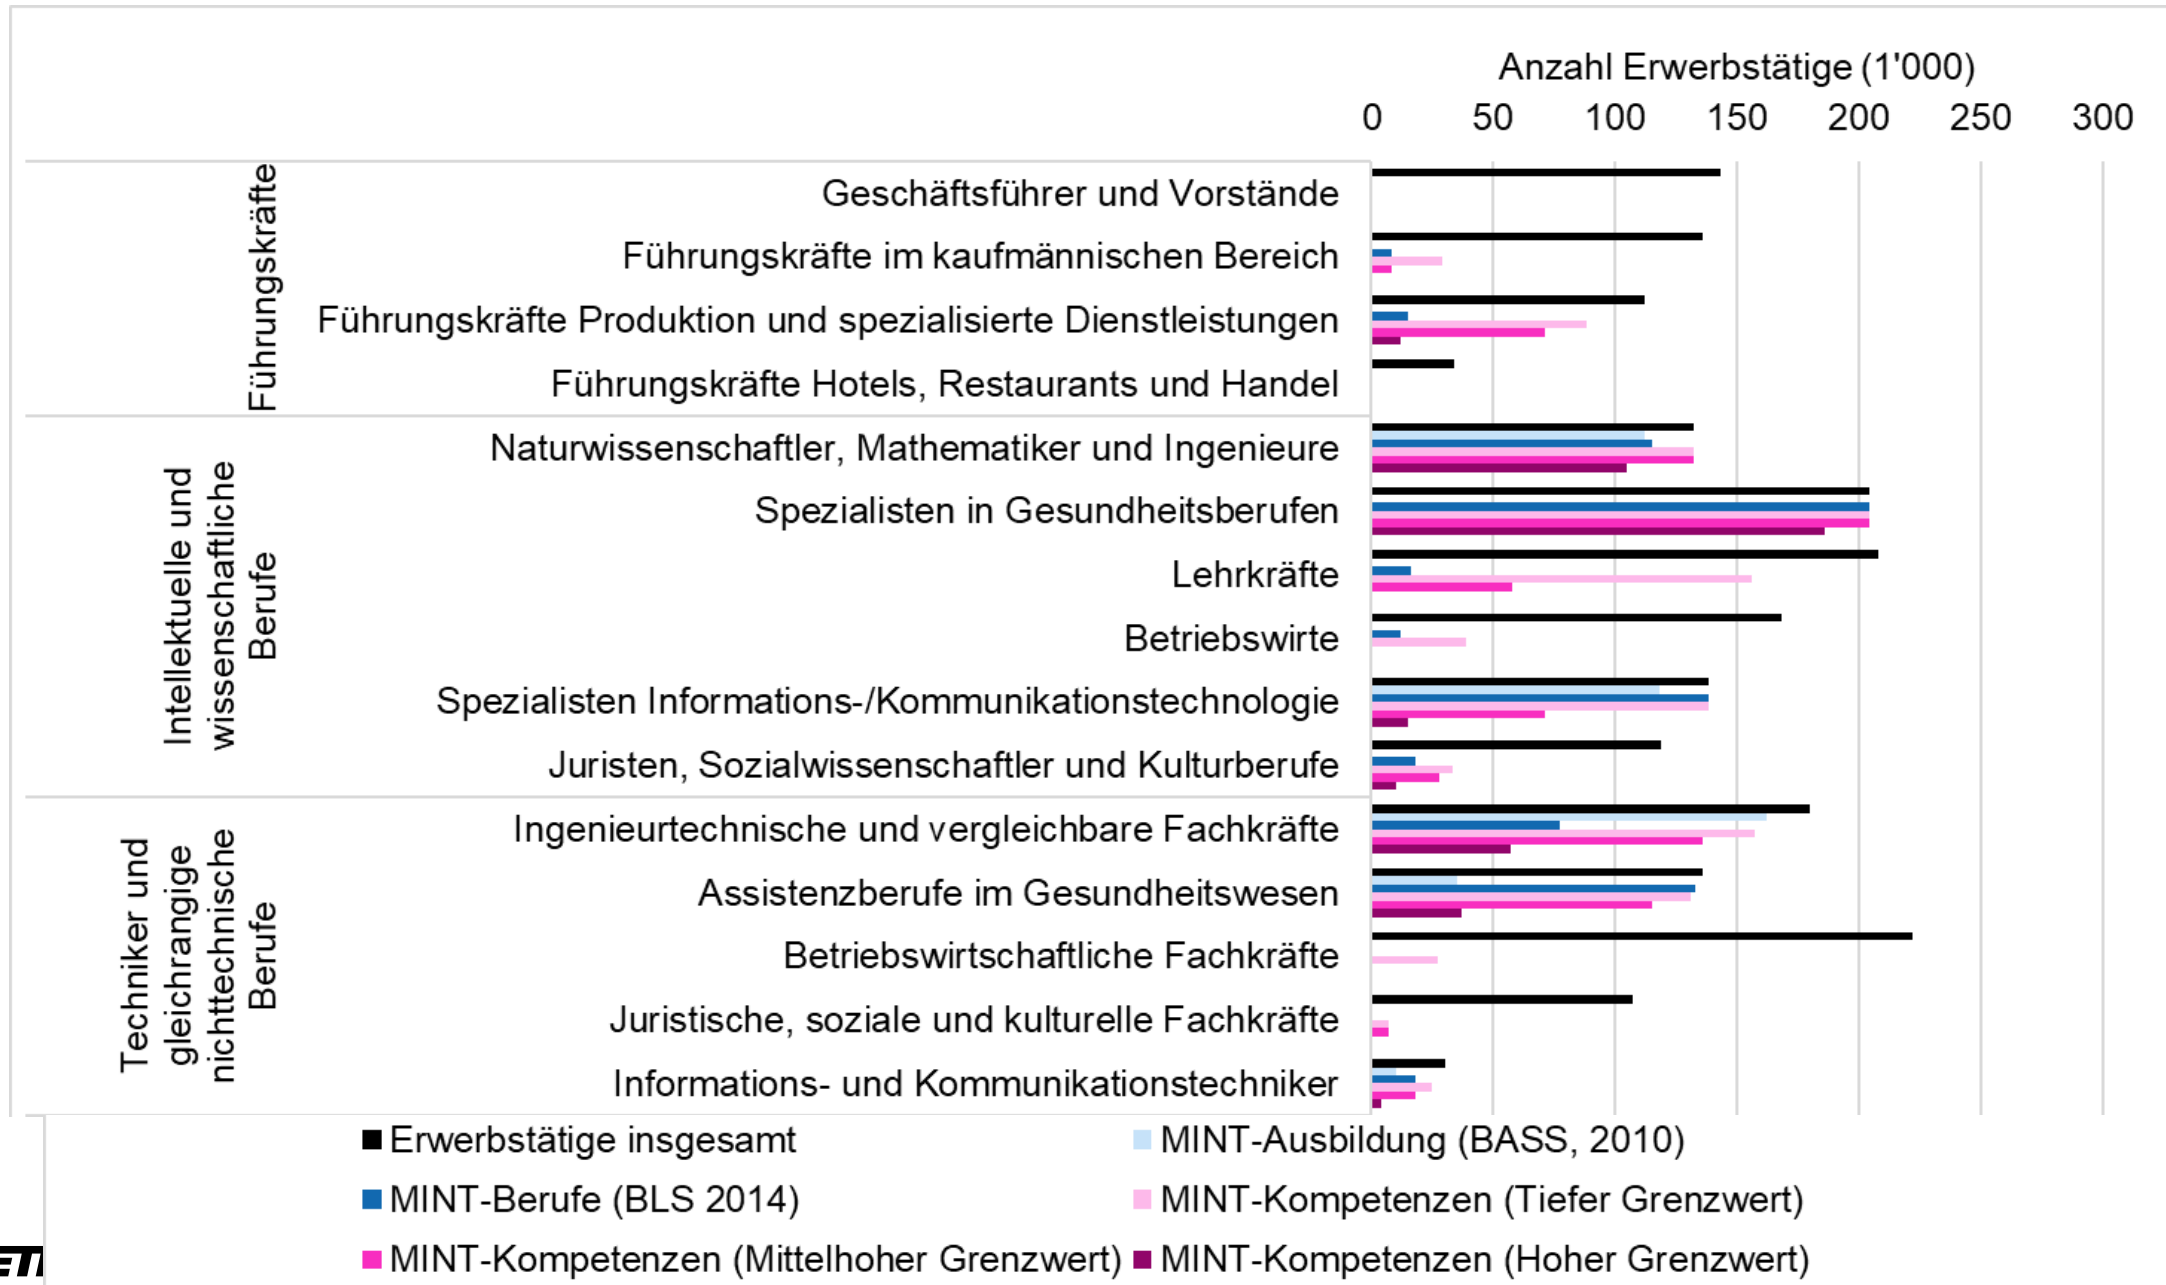 Anzahl Erwerbstätige (1'000)
0 50 100 150 200 250 300
Führungskräfte
Geschäftsführer und Vorstände
Führungskräfte im kaufmännischen Bereich
Führungskräfte Produktion und spezialisierte Dienstleistungen
Führungskräfte Hotels, Restaurants und Handel
Intellektuelle und
wissenschaftliche
Berufe
Naturwissenschaftler, Mathematiker und Ingenieure
Spezialisten in Gesundheitsberufen
Lehrkräfte
Betriebswirte
Spezialisten Informations-/Kommunikationstechnologie
Juristen, Sozialwissenschaftler und Kulturberufe
Techniker und
gleichrangige
nichttechnische
Berufe
Ingenieurtechnische und vergleichbare Fachkräfte
Assistenzberufe im Gesundheitswesen
Betriebswirtschaftliche Fachkräfte
Juristische, soziale und kulturelle Fachkräfte
Informations- und Kommunikationstechniker
Erwerbstätige insgesamt
MINT-Ausbildung (BASS, 2010)
MINT-Berufe (BLS 2014)
MINT-Kompetenzen (Tiefer Grenzwert)
MINT-Kompetenzen (Mittelhoher Grenzwert)
MINT-Kompetenzen (Hoher Grenzwert)